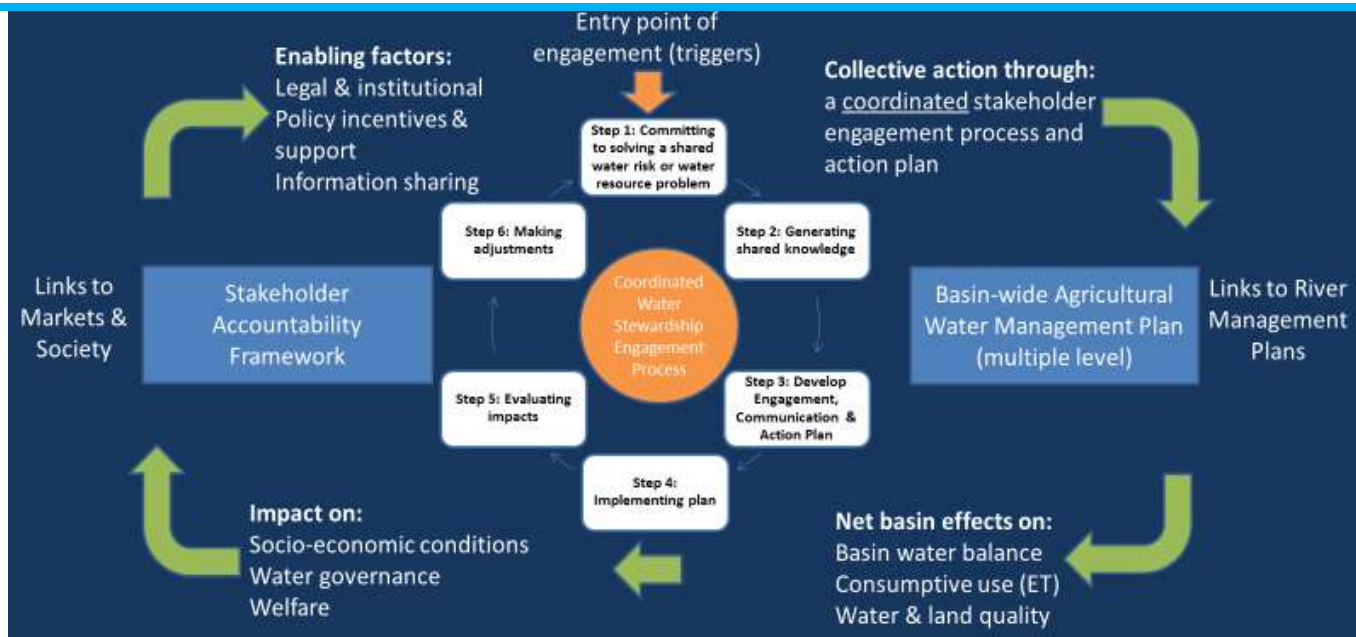 Entry point of
engagement (triggers)
Enabling factors:
Legal & institutional
Policy incentives &
support
Information sharing
Collective action through:
a coordinated stakeholder
engagement process and
action plan
Step 1: Committing
to solving a shared
water risk or water
resource problem
Step 2: Generating
shared knowledge
Step 3: Develop
Engagement,
Communication &
Action Plan
Step 4:
Implementing plan
Step 5: Evaluating
impacts
Step 6: Making
adjustments
Coordinated
Water
Stewardship
Engagement
Process
Links to
Markets &
Society
Stakeholder
Accountability
Framework
Basin-wide Agricultural
Water Management Plan
(multiple level)
Links to River
Management
Plans
Impact on:
Socio-economic conditions
Water governance
Welfare
Net basin effects on:
Basin water balance
Consumptive use (ET)
Water & land quality